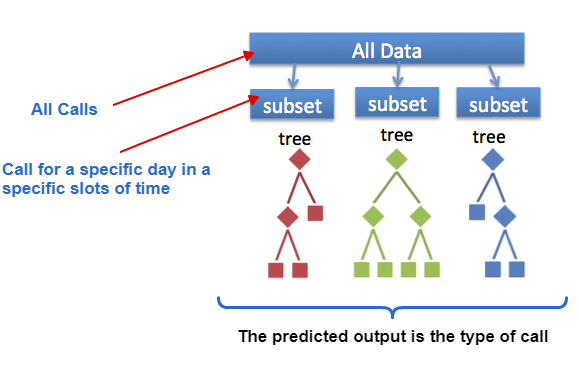 All Data
All Calls
subset
subset
subset
tree
tree
tree
Call for a specific day in a
specific slots of time
The predicted output is the type of call